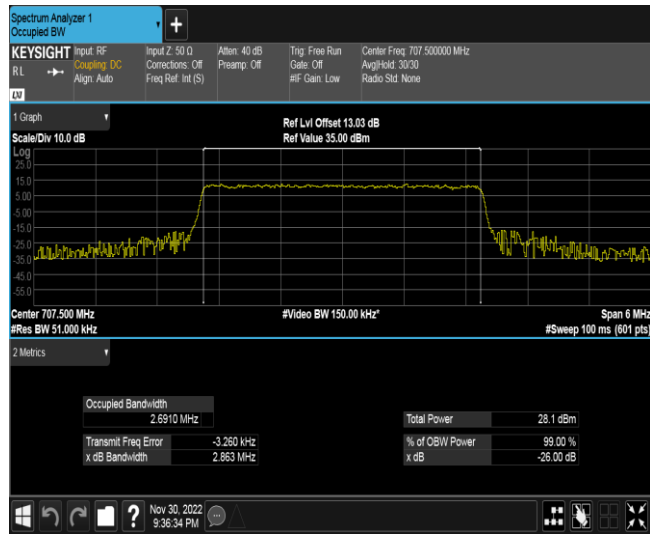 Spectrum Analyzer 1
Occupied BW
+
KEYSIGHT Input: RF Input Z: 50 Ω Atten: 40 dB Trig: Free Run Center Freq: 707.500000 MHz
RL Coupling: DC Corrections: Off Preamp: Off Gate: Off Avg|Hold: 30/30
Align: Auto Freq Ref: Int (S) #IF Gain: Low Radio Std: None
LXI
1 Graph
Ref Lvl Offset 13.03 dB
Scale/Div 10.0 dB Ref Value 35.00 dBm
Log
25.0
15.0
5.00
-5.00
-15.0
-25.0
-35.0
-45.0
-55.0
Center 707.500 MHz #Video BW 150.00 kHz* Span 6 MHz
#Res BW 51.000 kHz #Sweep 100 ms (601 pts)
2 Metrics
Occupied Bandwidth
2.6910 MHz Total Power 28.1 dBm
Transmit Freq Error -3.260 kHz % of OBW Power 99.00 %
x dB Bandwidth 2.863 MHz x dB -26.00 dB
? Nov 30, 2022
9:36:34 PM